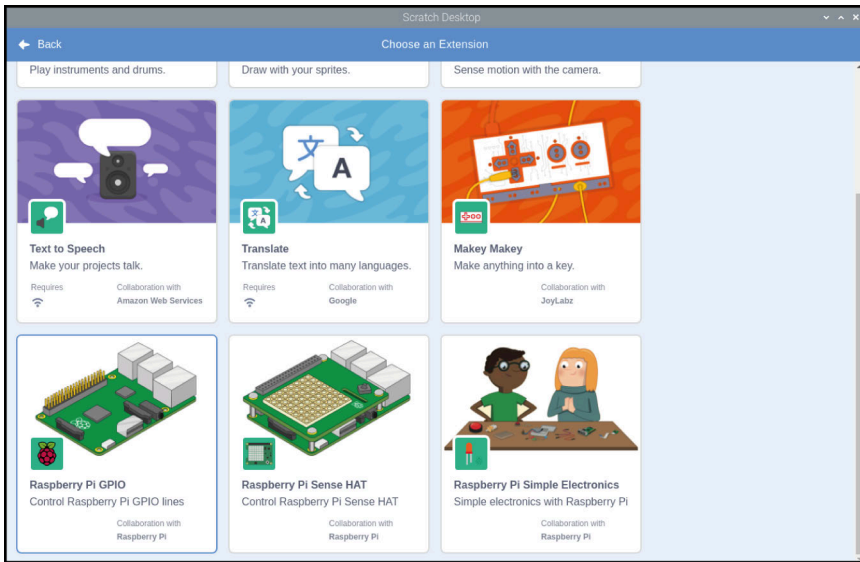 Scratch Desktop
Back
Choose an Extension
Play instruments and drums.
Draw with your sprites.
Sense motion with the camera.
文
A
Text to Speech
Make your projects talk.
Requires
Collaboration with
Amazon Web Services
Translate
Translate text into many languages.
Requires
Collaboration with
Google
Makey Makey
Make anything into a key.
Collaboration with
JoyLabz
Raspberry Pi GPIO
Control Raspberry Pi GPIO lines
Collaboration with
Raspberry Pi
Raspberry Pi Sense HAT
Control Raspberry Pi Sense HAT
Collaboration with
Raspberry Pi
Raspberry Pi Simple Electronics
Simple electronics with Raspberry Pi
Collaboration with
Raspberry Pi